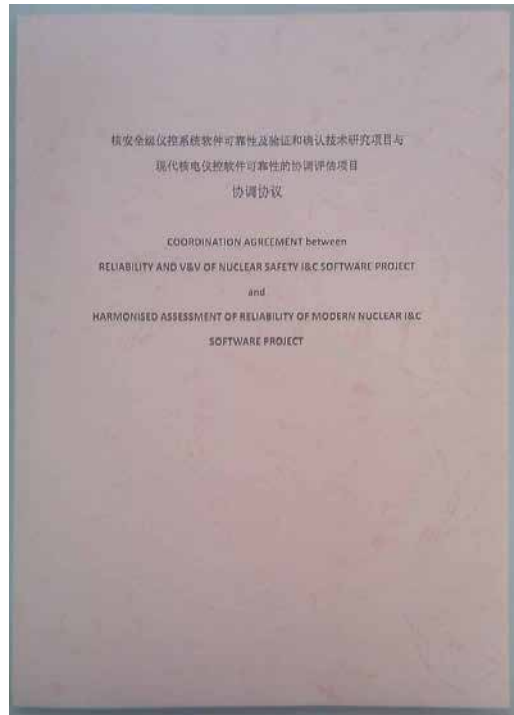 核安全级仪控系统软件可靠性及验证和确认技术研究项目与
现代核电仪控软件可靠性的协调评估项目
协调协议
COORDINATION AGREEMENT between
RELIABILITY AND V&V OF NUCLEAR SAFETY I&C SOFTWARE PROJECT
and
HARMONISED ASSESSMENT OF RELIABILITY OF MODERN NUCLEAR I&C
SOFTWARE PROJECT